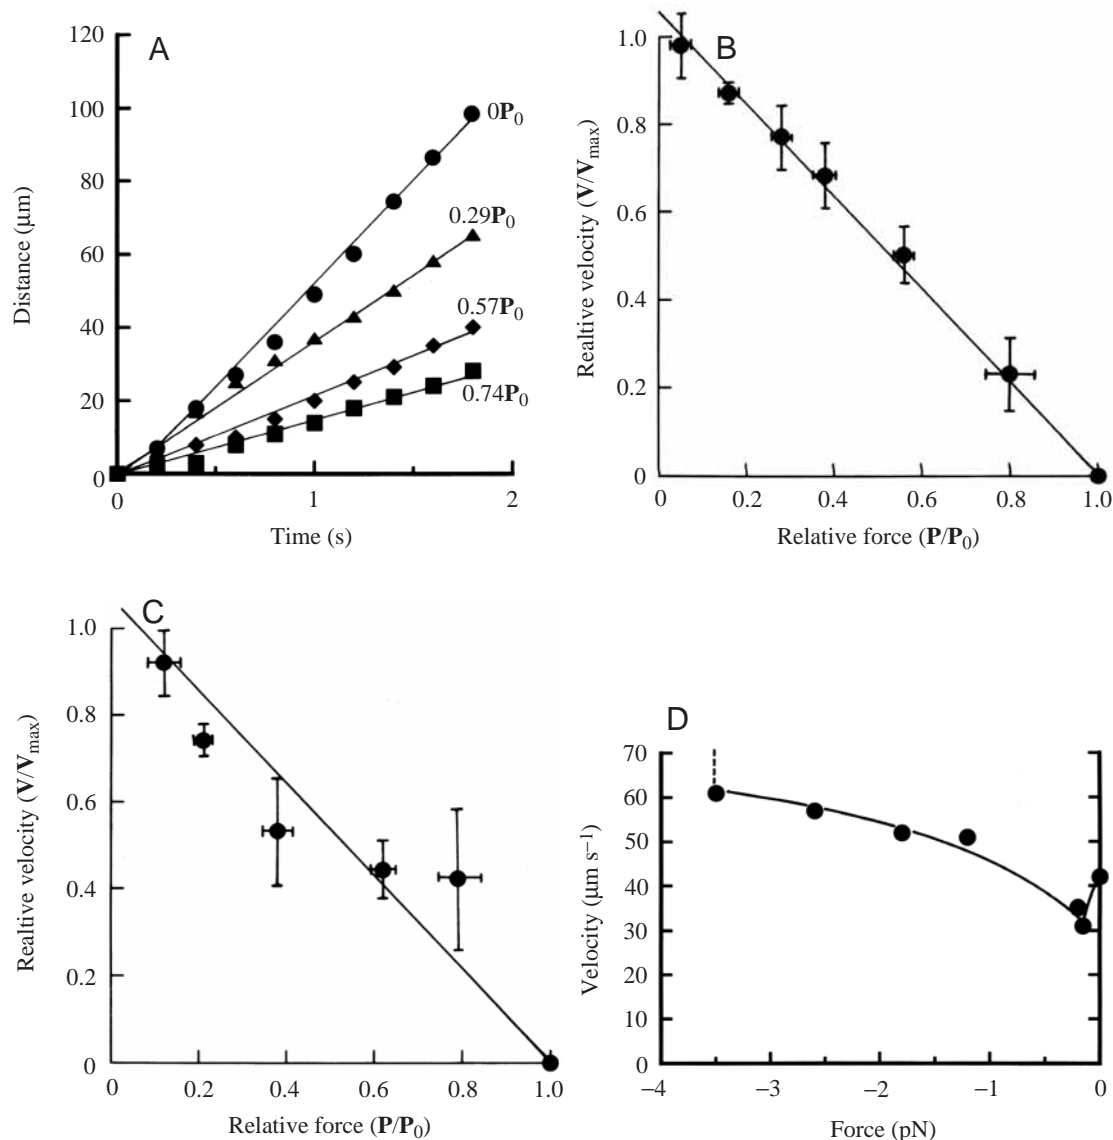 A
120
100
80
60
40
20
0
0
1
2
Distance (μm)
Time (s)
0P₀
0.29P₀
0.57P₀
0.74P₀
B
1.0
0.8
0.6
0.4
0.2
0
0 0.2 0.4 0.6 0.8 1.0
Realtive velocity (V/Vmax)
Relative force (P/P₀)
C
1.0
0.8
0.6
0.4
0.2
0
0 0.2 0.4 0.6 0.8 1.0
Realtive velocity (V/Vmax)
Relative force (P/P₀)
D
70
60
50
40
30
20
10
0
−4 −3 −2 −1 0
Velocity (μm s⁻¹)
Force (pN)